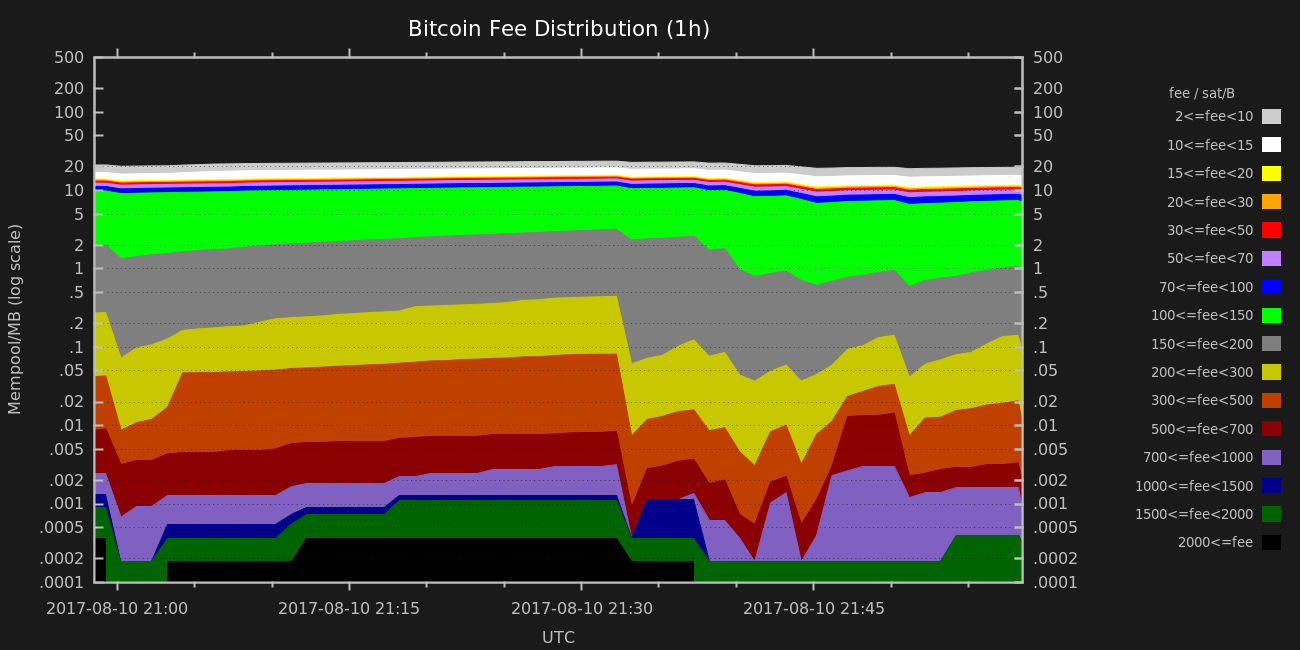 Bitcoin Fee Distribution (1h)
Mempool/MB (log scale)
500
200
100
50
20
10
5
2
1
.5
.2
.1
.05
.02
.01
.005
.002
.001
.0005
.0002
.0001
500
200
100
50
20
10
5
2
1
.5
.2
.1
.05
.02
.01
.005
.002
.001
.0005
.0002
.0001
2017-08-10 21:00
2017-08-10 21:15
2017-08-10 21:30
2017-08-10 21:45
UTC
fee / sat/B
2<=fee<10
10<=fee<15
15<=fee<20
20<=fee<30
30<=fee<50
50<=fee<70
70<=fee<100
100<=fee<150
150<=fee<200
200<=fee<300
300<=fee<500
500<=fee<700
700<=fee<1000
1000<=fee<1500
1500<=fee<2000
2000<=fee